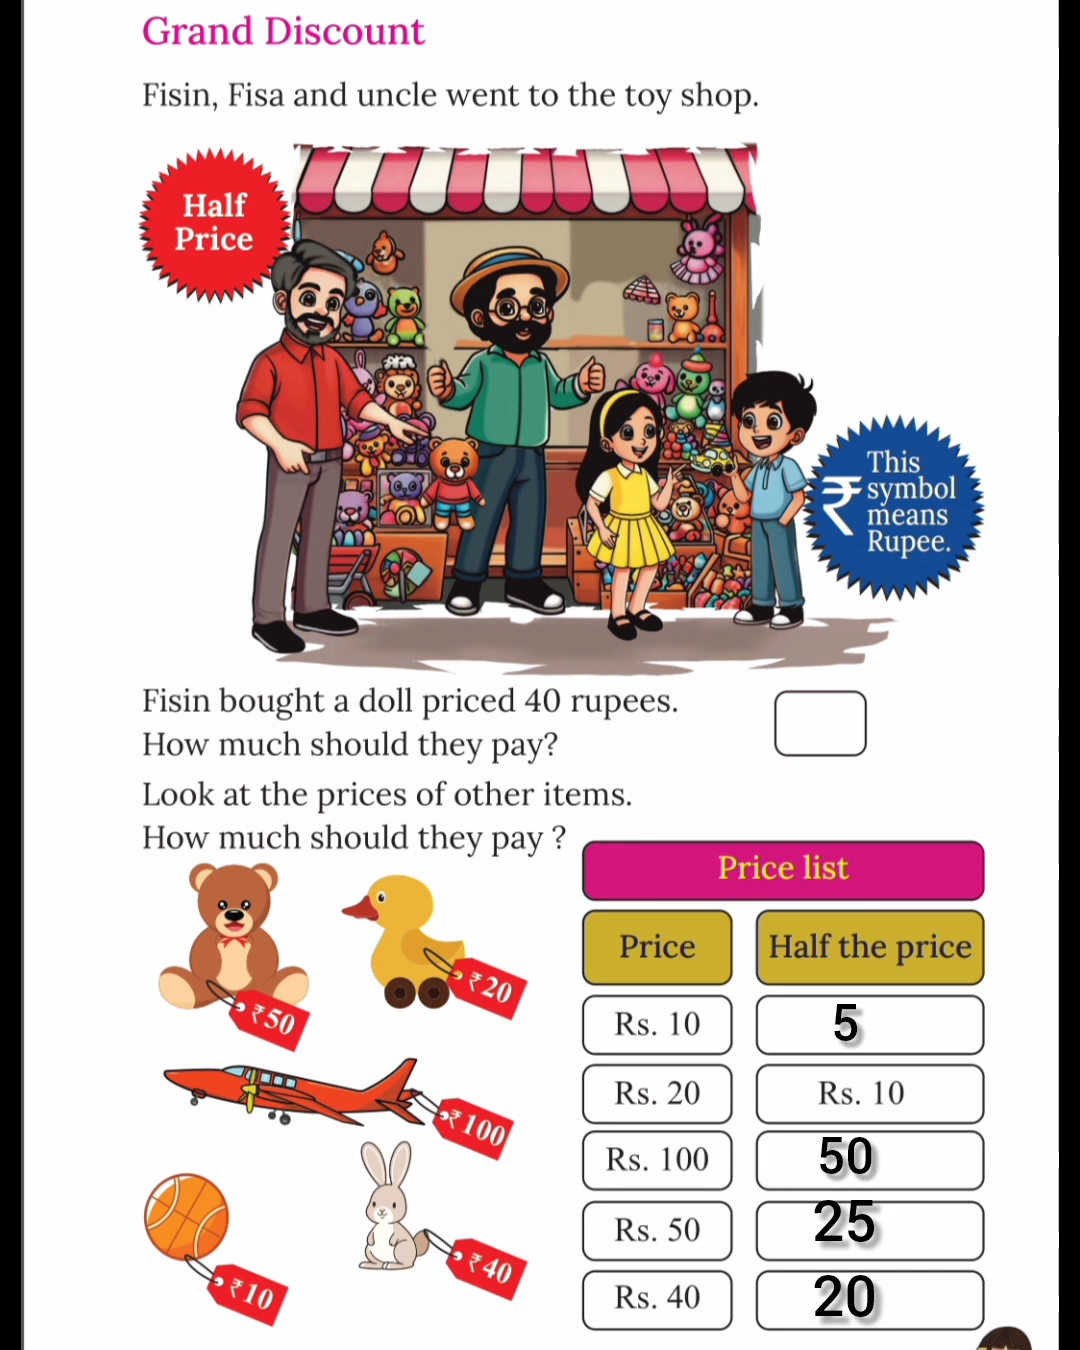 Grand Discount
Fisin, Fisa and uncle went to the toy shop.
Half
Price
₹ This
symbol
means
Rupee.
Fisin bought a doll priced 40 rupees.
How much should they pay?
Look at the prices of other items.
How much should they pay ?
₹50
₹20
₹100
₹10
₹40
Price list
Price Half the price
Rs. 10 5
Rs. 20 Rs. 10
Rs. 100 50
Rs. 50 25
Rs. 40 20